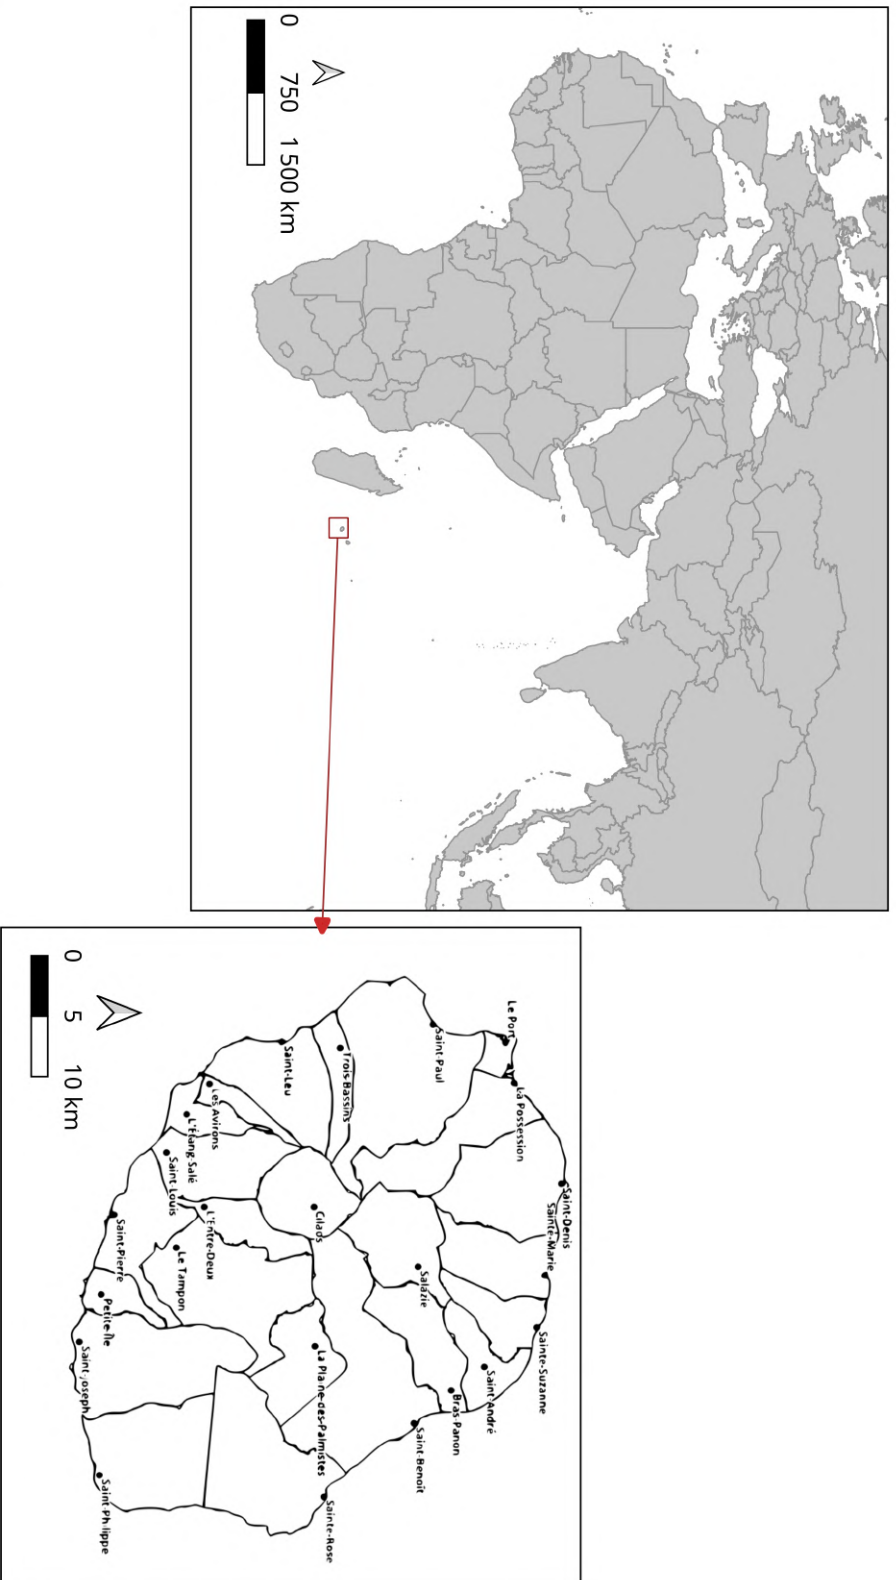 0 750 1 500 km
0 5 10 km
Le Port
La Possession
Saint-Denis
Sainte-Marie
Sainte-Suzanne
Saint-André
Bras-Panon
Saint-Benoit
Saint-Paul
Salazie
Trois-Bassins
Cilaos
La Plaine-des-Palmistes
Sainte-Rose
Saint-Leu
Les Avirons
L'Étang-Salé
Saint-Louis
L'Entre-Deux
Le Tampon
Saint-Pierre
Petite-Île
Saint-Joseph
Saint-Philippe